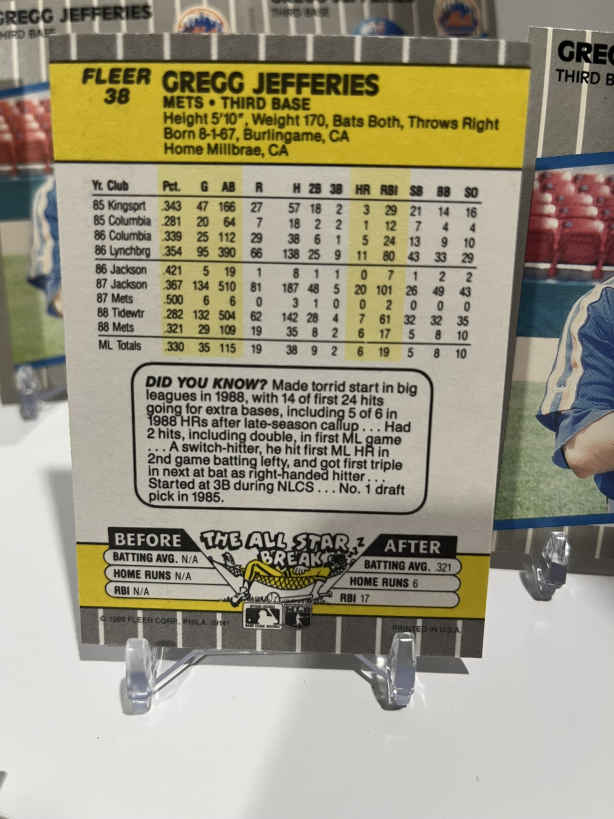 GREGG JEFFERIES
THIRD BASE
FLEER
38
GREGG JEFFERIES
METS • THIRD BASE
Height 5'10", Weight 170, Bats Both, Throws Right
Born 8-1-67, Burlingame, CA
Home Millbrae, CA
Yr. Club Pct. G AB R H 2B 3B HR RBI SB BB SO
85 Kingsprt .343 47 166 27 57 18 2 3 29 21 14 16
85 Columbia .281 20 64 7 18 2 2 1 12 7 4 4
86 Columbia .339 25 112 29 38 6 1 5 24 13 9 10
86 Lynchbrg .354 95 390 66 138 25 9 11 80 43 33 29
86 Jackson .421 5 19 1 8 1 1 0 7 1 2 2
87 Jackson .367 134 510 81 187 48 5 20 101 26 49 43
87 Mets .500 6 6 0 3 1 0 0 2 0 0 0
88 Tidewtr .282 132 504 62 142 28 4 7 61 32 32 35
88 Mets .321 29 109 19 35 8 2 6 17 5 8 10
ML Totals .330 35 115 19 38 9 2 6 19 5 8 10
DID YOU KNOW? Made torrid start in big
leagues in 1988, with 14 of first 24 hits
going for extra bases, including 5 of 6 in
1988 HRs after late-season callup . . . Had
2 hits, including double, in first ML game
. . . A switch-hitter, he hit first ML HR in
2nd game batting lefty, and got first triple
in next at bat as right-handed hitter . . .
Started at 3B during NLCS . . . No. 1 draft
pick in 1985.
BEFORE THE ALL STAR BREAK AFTER
BATTING AVG. N/A
HOME RUNS N/A
RBI N/A
BATTING AVG. .321
HOME RUNS 6
RBI 17
© 1989 FLEER CORP., PHILA. 19141
PRINTED IN U.S.A.
GREG
THIRD B